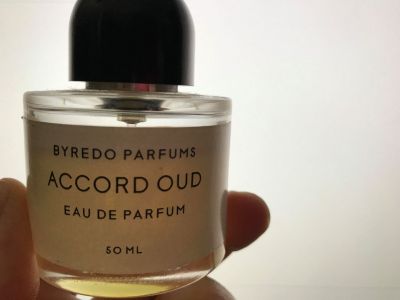 BYREDO PARFUMS
ACCORD OUD
EAU DE PARFUM
50 ML